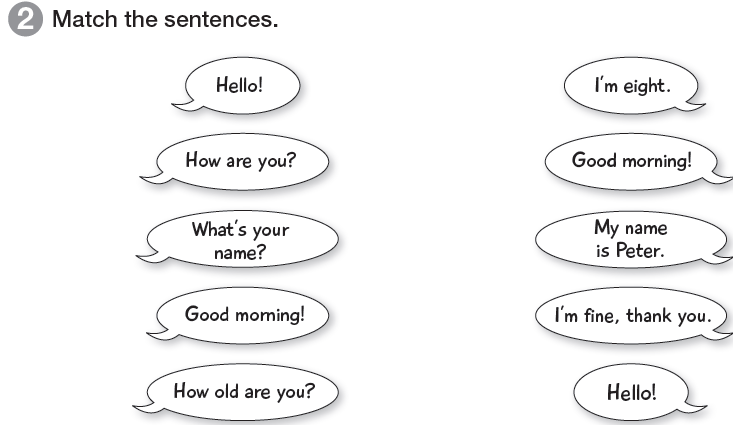 2 Match the sentences.
Hello!
I'm eight.
How are you?
Good morning!
What's your
name?
My name
is Peter.
Good morning!
I'm fine, thank you.
How old are you?
Hello!